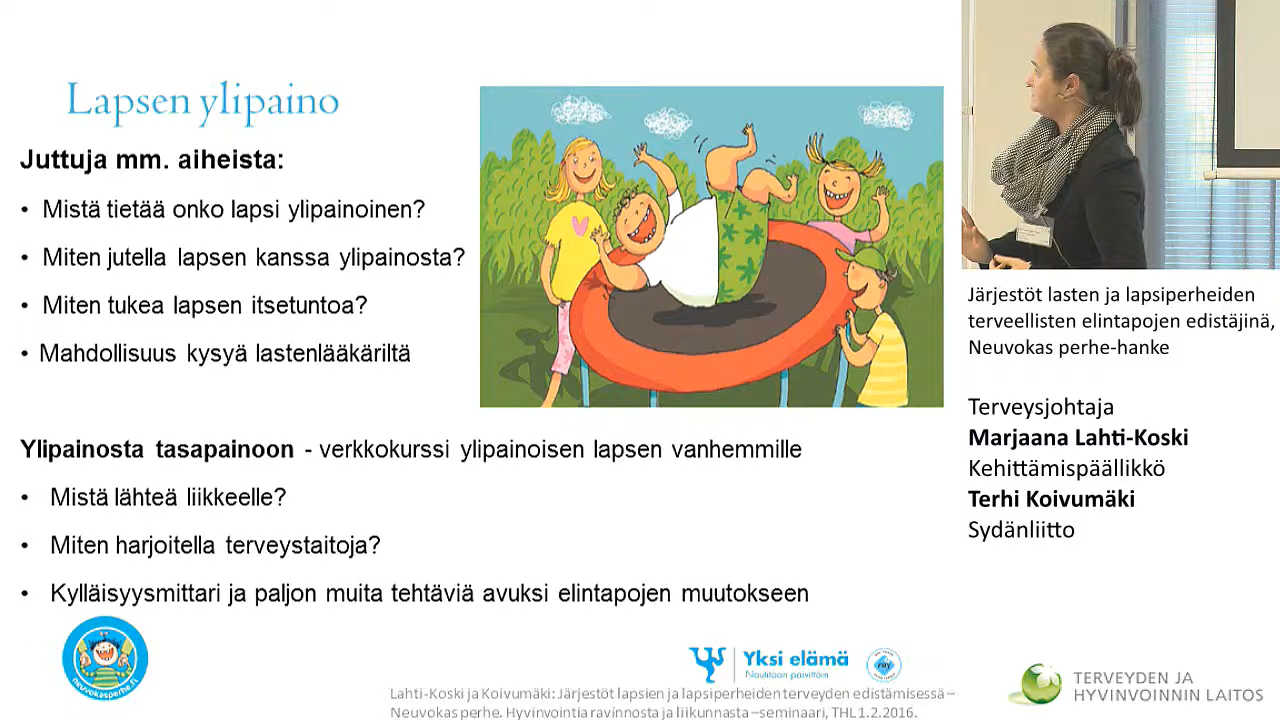 Lapsen ylipaino
Juttuja mm. aiheista:
• Mistä tietää onko lapsi ylipainoinen?
• Miten jutella lapsen kanssa ylipainosta?
• Miten tukea lapsen itsetuntoa?
• Mahdollisuus kysyä lastenlääkäriltä
Ylipainosta tasapainoon - verkkokurssi ylipainoisen lapsen vanhemmille
• Mistä lähteä liikkeelle?
• Miten harjoitella terveystaitoja?
• Kylläisyysmittari ja paljon muita tehtäviä avuksi elintapojen muutokseen
neuvokasperhe.fi
Yksi elämä
Nautitaan päivittäin
ray
Lahti-Koski ja Koivumäki: Järjestöt lapsien ja lapsiperheiden terveyden edistämisessä –
Neuvokas perhe. Hyvinvointia ravinnosta ja liikunnasta –seminaari, THL 1.2.2016.
Järjestöt lasten ja lapsiperheiden
terveellisten elintapojen edistäjinä,
Neuvokas perhe-hanke
Terveysjohtaja
Marjaana Lahti-Koski
Kehittämispäällikkö
Terhi Koivumäki
Sydänliitto
TERVEYDEN JA
HYVINVOINNIN LAITOS